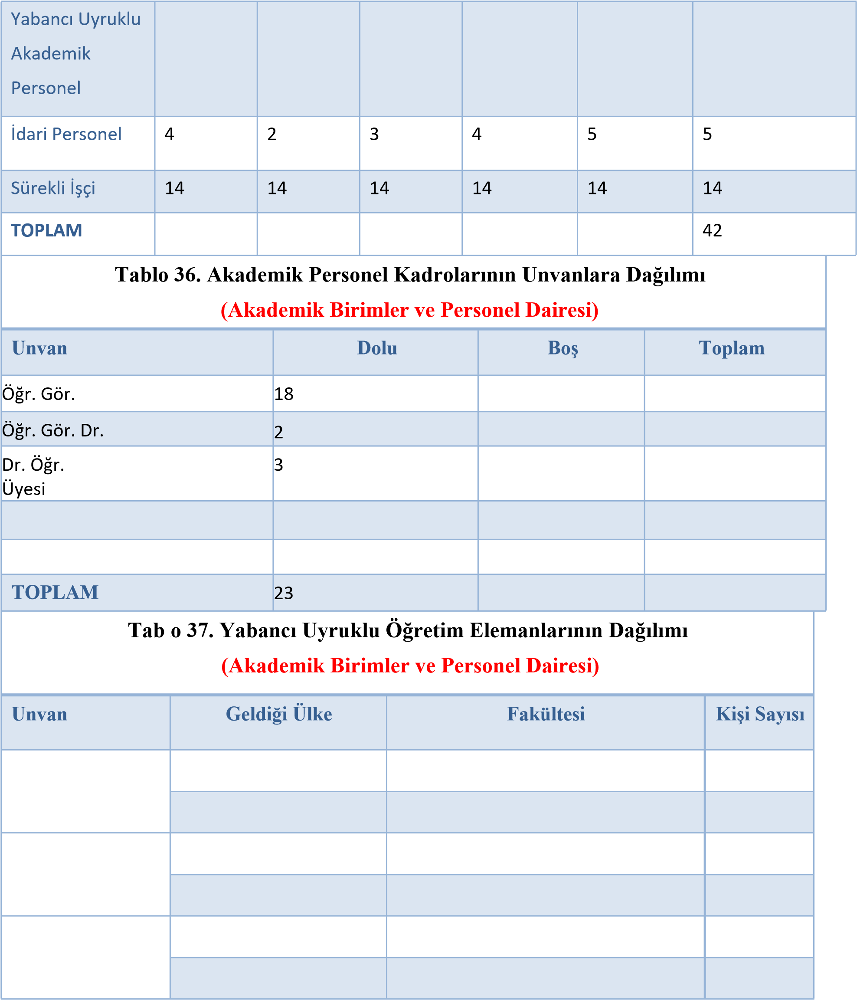 Yabancı Uyruklu
Akademik
Personel
İdari Personel 4 2 3 4 5 5
Sürekli İşçi 14 14 14 14 14 14
TOPLAM 42
Tablo 36. Akademik Personel Kadrolarının Unvanlara Dağılımı
(Akademik Birimler ve Personel Dairesi)
Unvan Dolu Boş Toplam
Öğr. Gör. 18
Öğr. Gör. Dr. 2
Dr. Öğr. 3
Üyesi
TOPLAM 23
Tab o 37. Yabancı Uyruklu Öğretim Elemanlarının Dağılımı
(Akademik Birimler ve Personel Dairesi)
Unvan Geldiği Ülke Fakültesi Kişi Sayısı